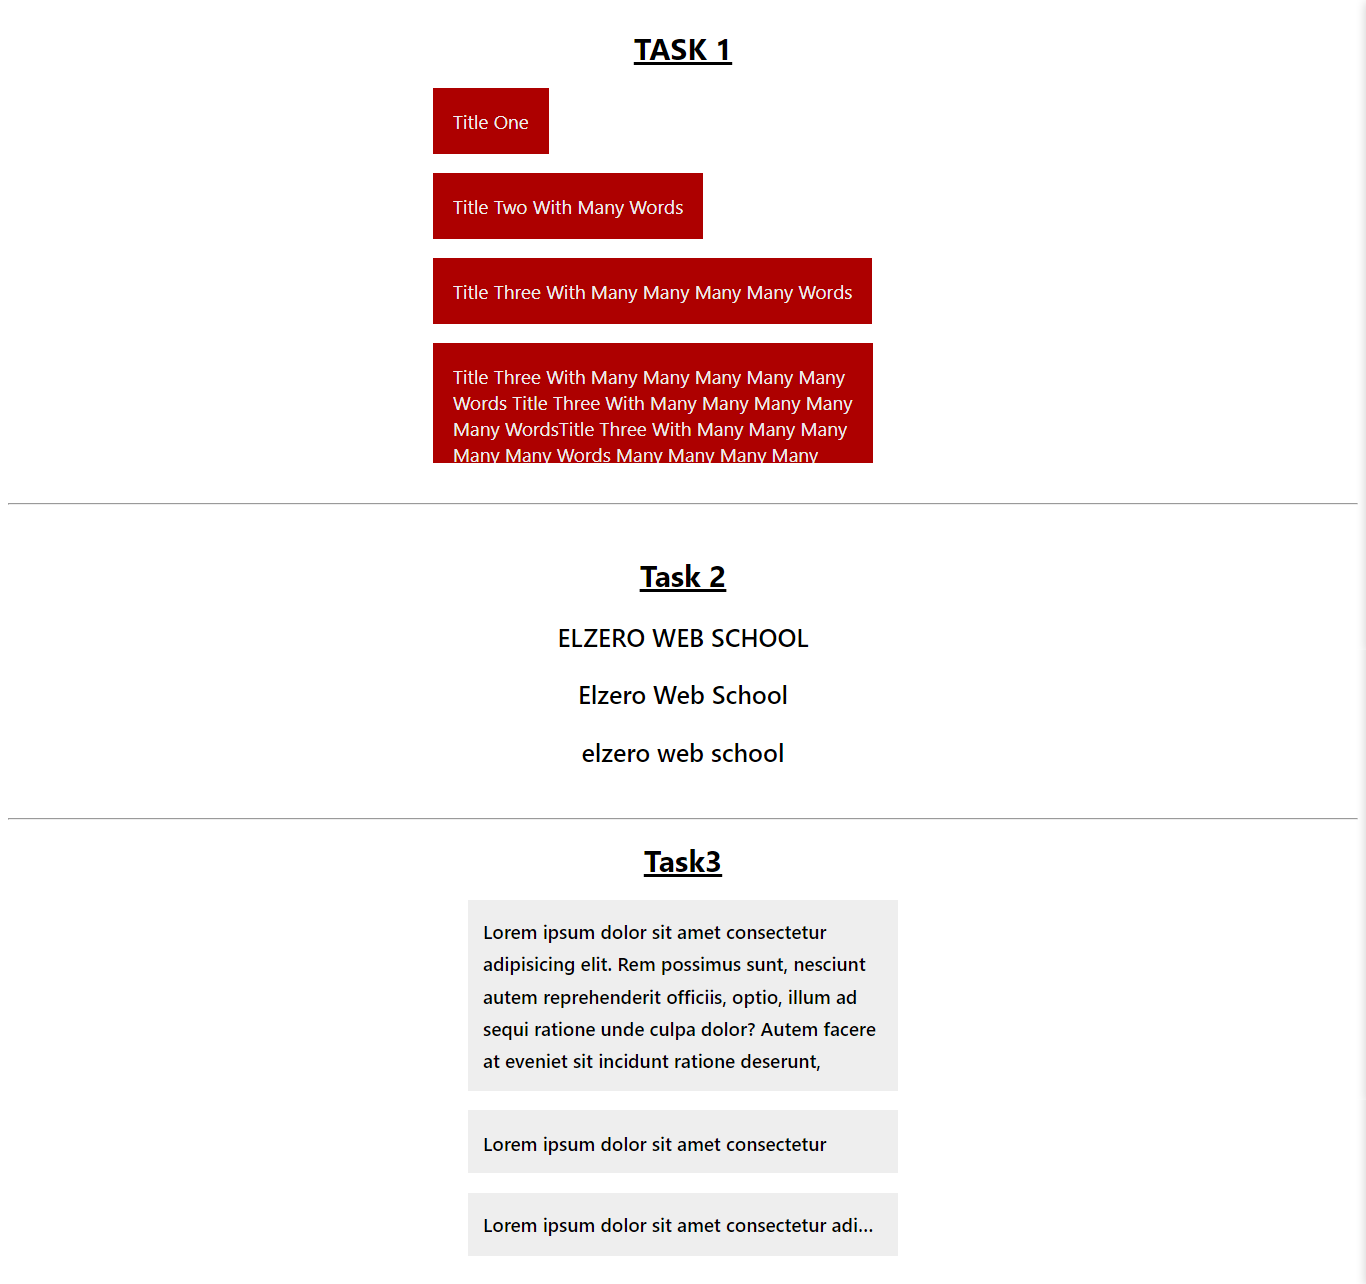 TASK 1
Title One
Title Two With Many Words
Title Three With Many Many Many Many Words
Title Three With Many Many Many Many Many
Words Title Three With Many Many Many Many
Many WordsTitle Three With Many Many Many
Many Many Words Many Many Many Many
Task 2
ELZERO WEB SCHOOL
Elzero Web School
elzero web school
Task3
Lorem ipsum dolor sit amet consectetur
adipisicing elit. Rem possimus sunt, nesciunt
autem reprehenderit officiis, optio, illum ad
sequi ratione unde culpa dolor? Autem facere
at eveniet sit incidunt ratione deserunt,
Lorem ipsum dolor sit amet consectetur
Lorem ipsum dolor sit amet consectetur adi...